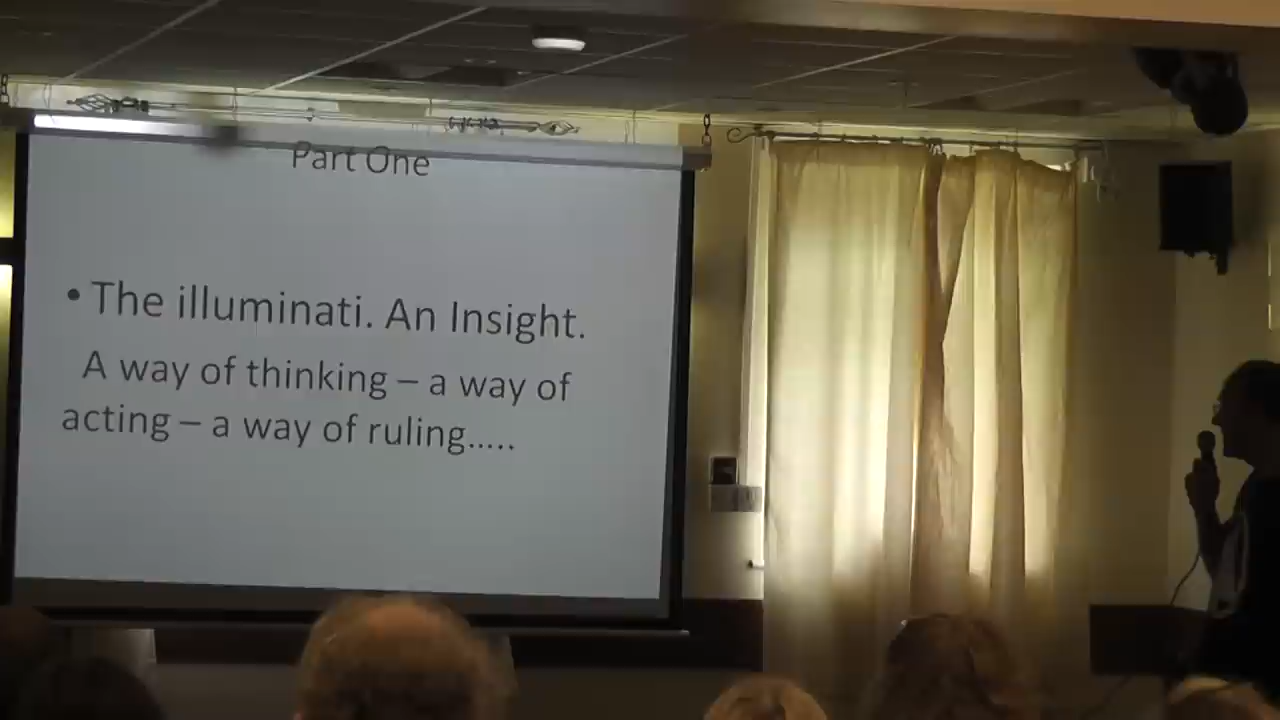 Part One
• The illuminati. An Insight.
A way of thinking – a way of
acting – a way of ruling.....